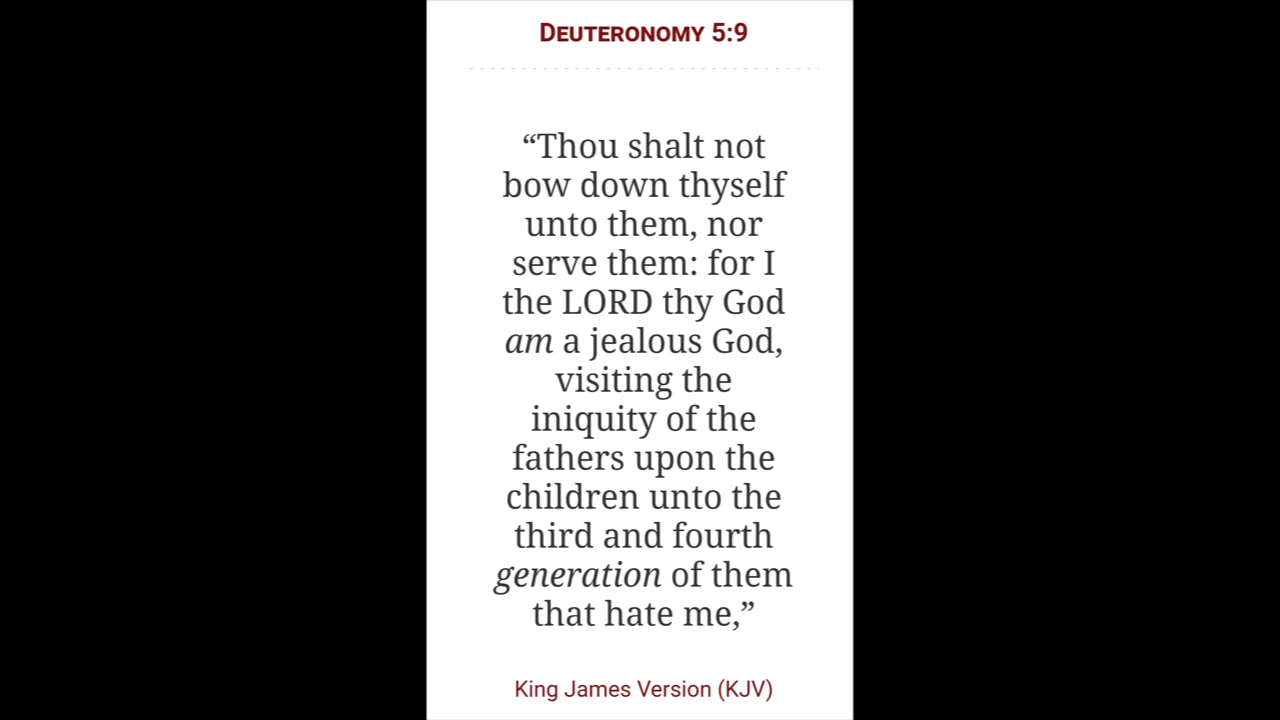 Deuteronomy 5:9
“Thou shalt not
bow down thyself
unto them, nor
serve them: for I
the LORD thy God
am a jealous God,
visiting the
iniquity of the
fathers upon the
children unto the
third and fourth
generation of them
that hate me,”
King James Version (KJV)